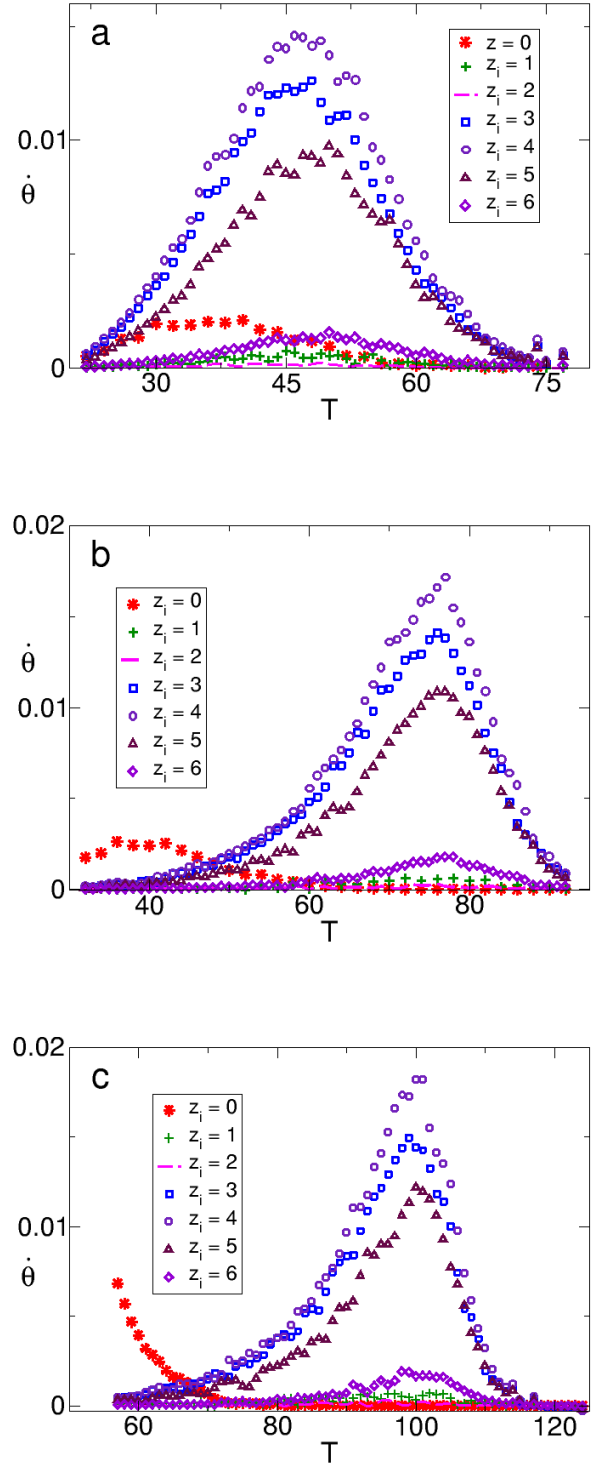 a
z = 0
z_i = 1
z_i = 2
z_i = 3
z_i = 4
z_i = 5
z_i = 6
0.01
θ̇
0
30 45 60 75
T
0.02
b
z_i = 0
z_i = 1
z_i = 2
z_i = 3
z_i = 4
z_i = 5
z_i = 6
θ̇
0.01
0
40 60 80
T
0.02
c
z_i = 0
z_i = 1
z_i = 2
z_i = 3
z_i = 4
z_i = 5
z_i = 6
0.01
θ̇
0
60 80 100 120
T